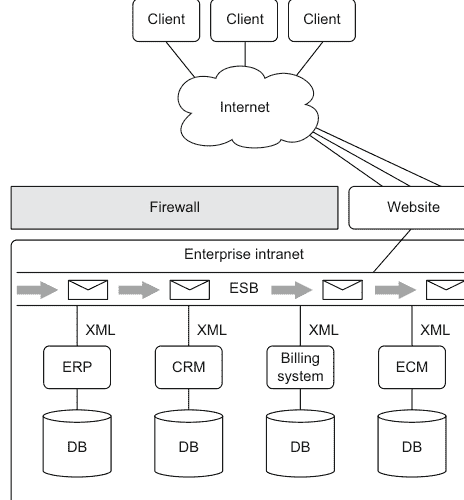 Client Client Client
Internet
Firewall Website
Enterprise intranet
ESB
XML XML XML XML
ERP CRM Billing system ECM
DB DB DB DB